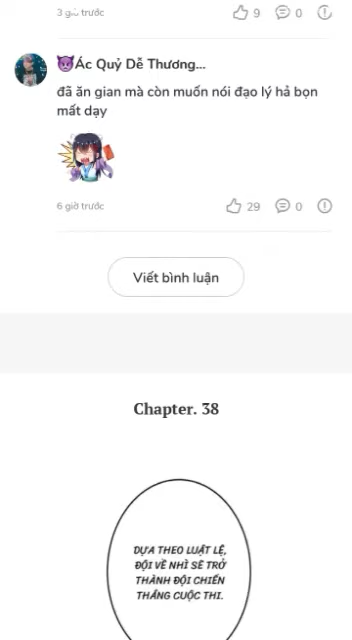 3 giờ trước
9
0
😈Ác Quỷ Dễ Thương...
đã ăn gian mà còn muốn nói đạo lý hả bọn
mất dạy
6 giờ trước
29
0
Viết bình luận
Chapter. 38
DỰA THEO LUẬT LỆ,
ĐỘI VỀ NHÌ SẼ TRỞ
THÀNH ĐỘI CHIẾN
THẮNG CUỘC THI.